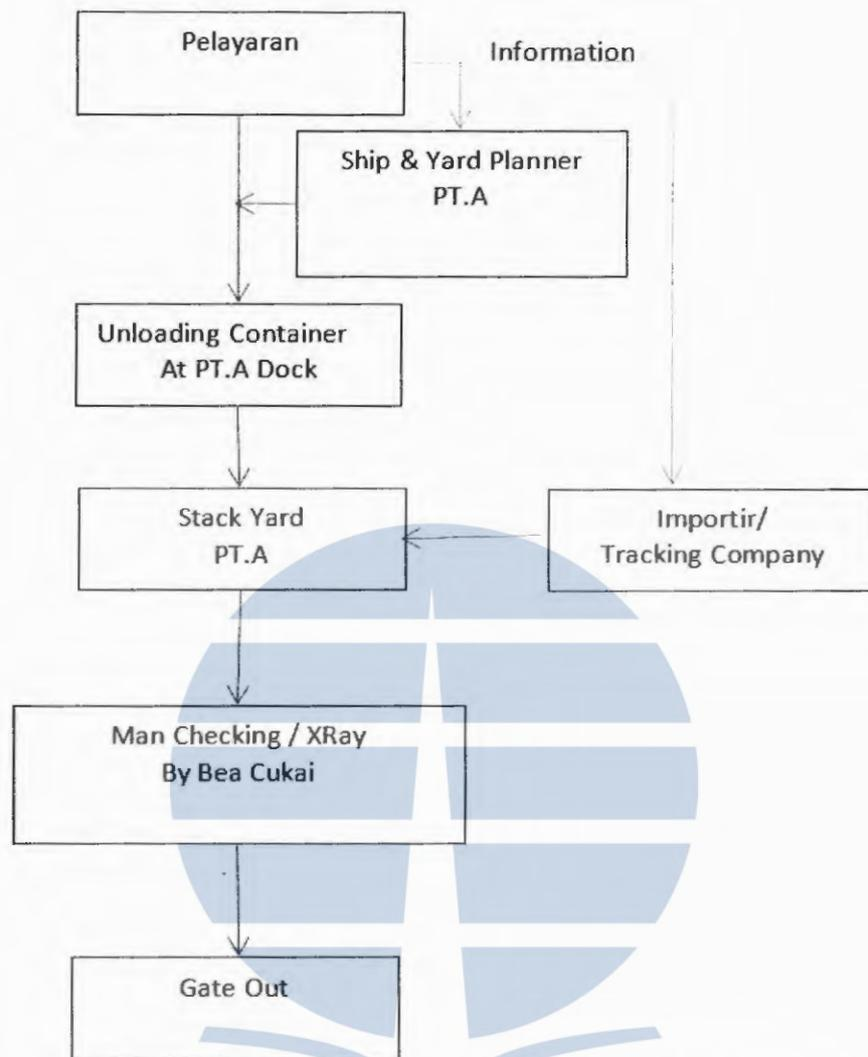 Pelayaran
Information
Ship & Yard Planner
PT.A
Unloading Container
At PT.A Dock
Stack Yard
PT.A
Importir/
Tracking Company
Man Checking / XRay
By Bea Cukai
Gate Out